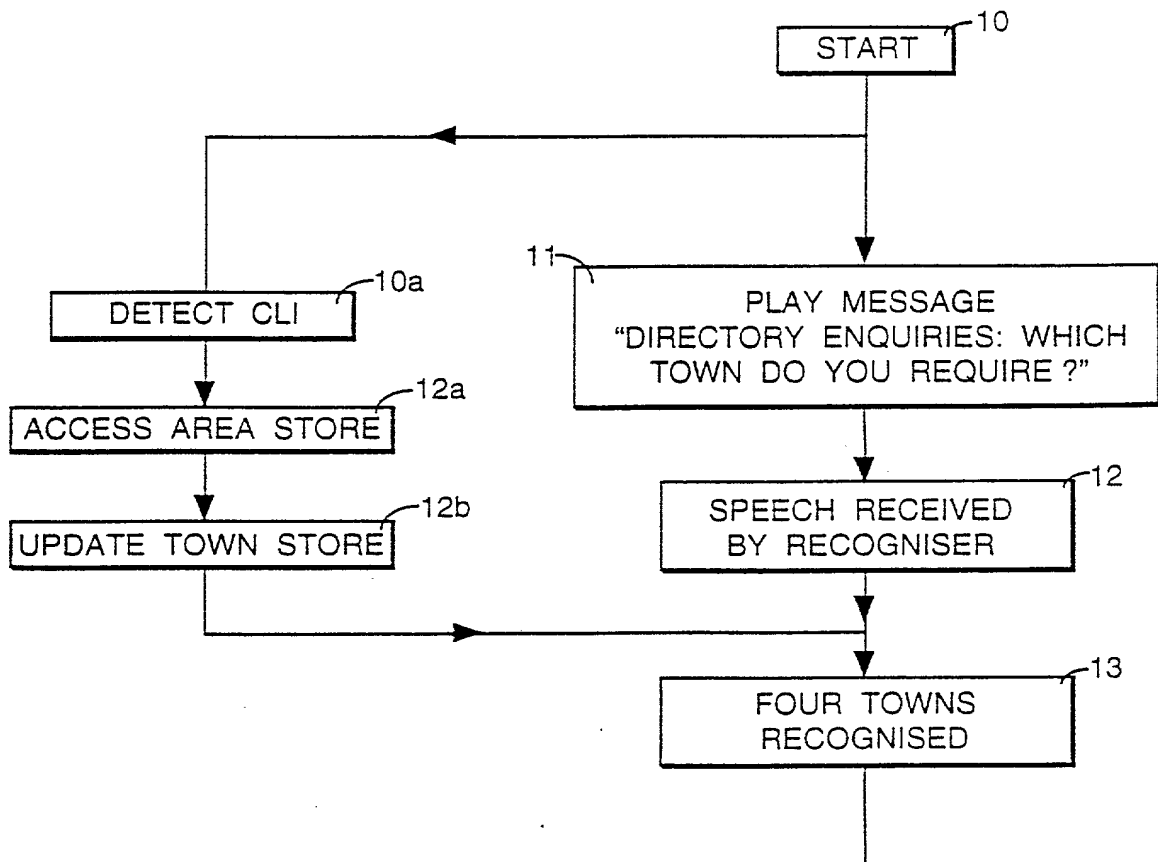 10
START
11
PLAY MESSAGE
“DIRECTORY ENQUIRIES: WHICH
TOWN DO YOU REQUIRE ?”
10a
DETECT CLI
12a
ACCESS AREA STORE
12b
UPDATE TOWN STORE
12
SPEECH RECEIVED
BY RECOGNISER
13
FOUR TOWNS
RECOGNISED